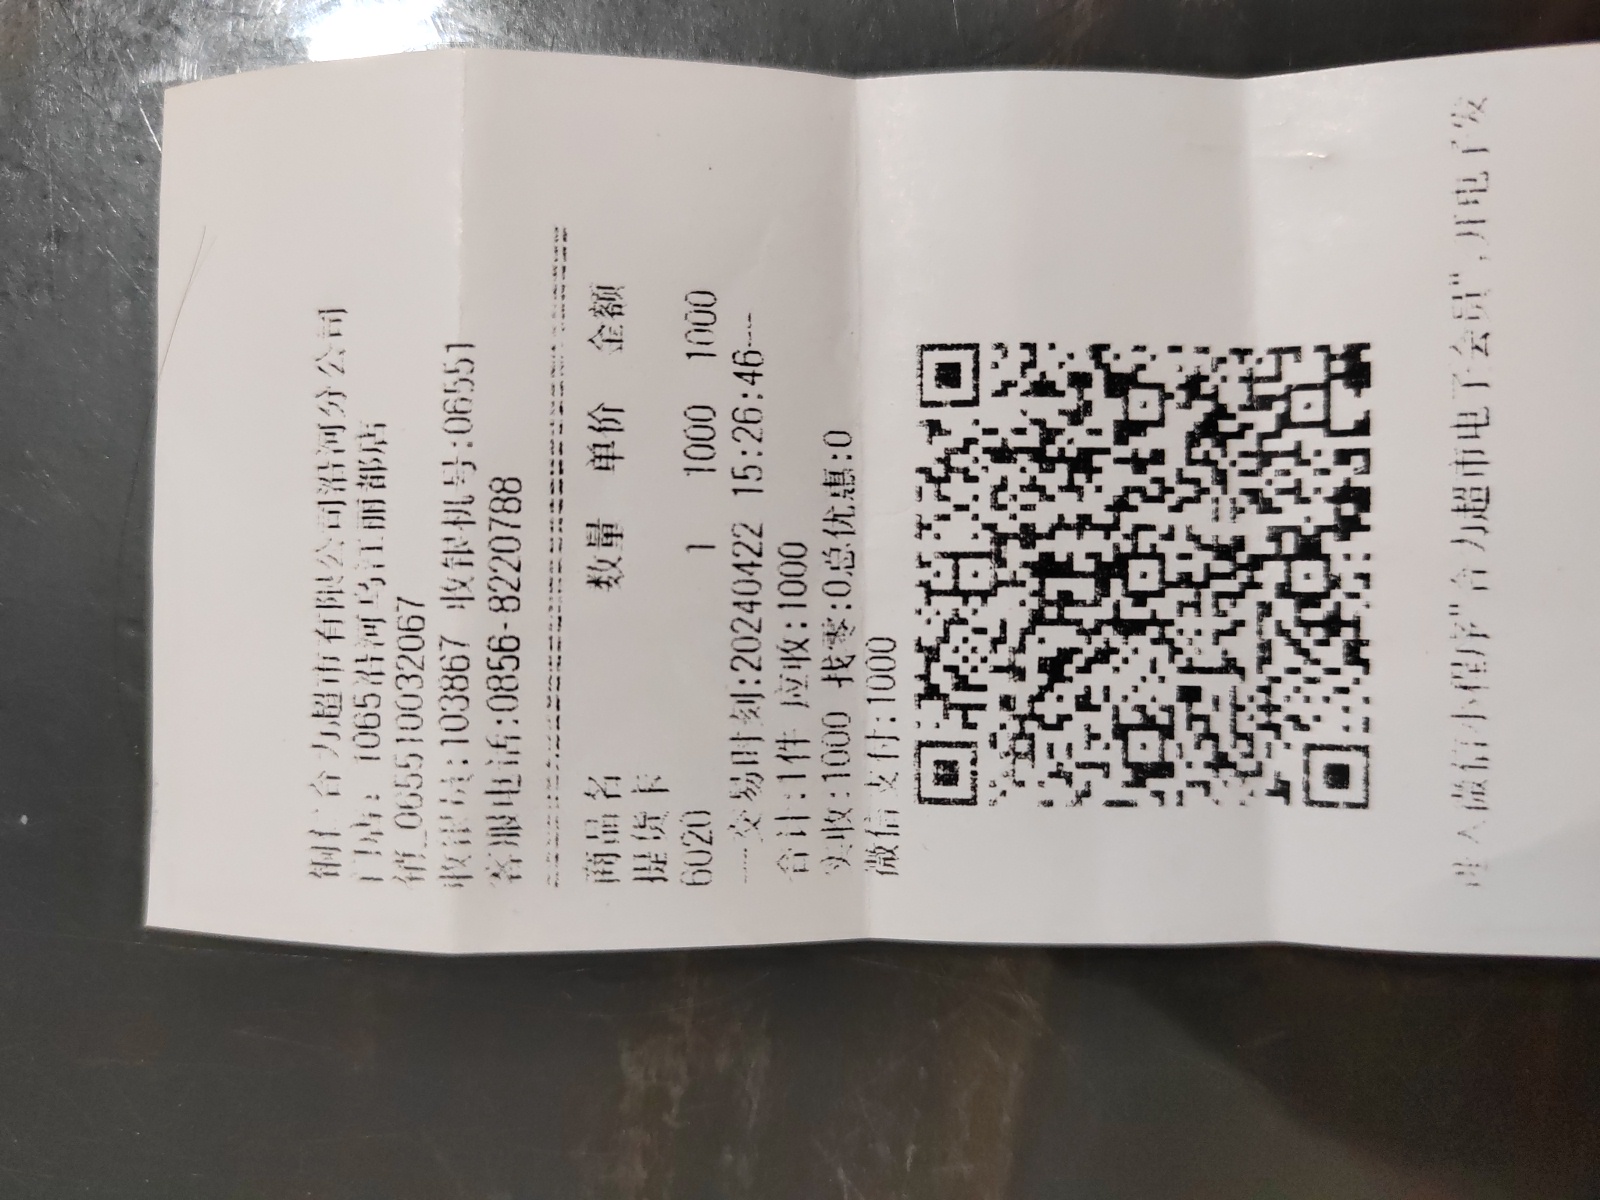 铜仁合力超市有限公司沿河分公司
门店：1065沿河乌江丽都店
销_065510032067
收银员:103867 收银机号:06551
客服电话:0856-8220788
商品名 数量 单价 金额
提货卡
6020 1 1000 1000
---交易时刻:20240422 15:26:46---
合计:1件 应收:1000
实收:1000 找零:0总优惠:0
微信支付:1000
进入微信小程序"合力超市电子会员",开电子发